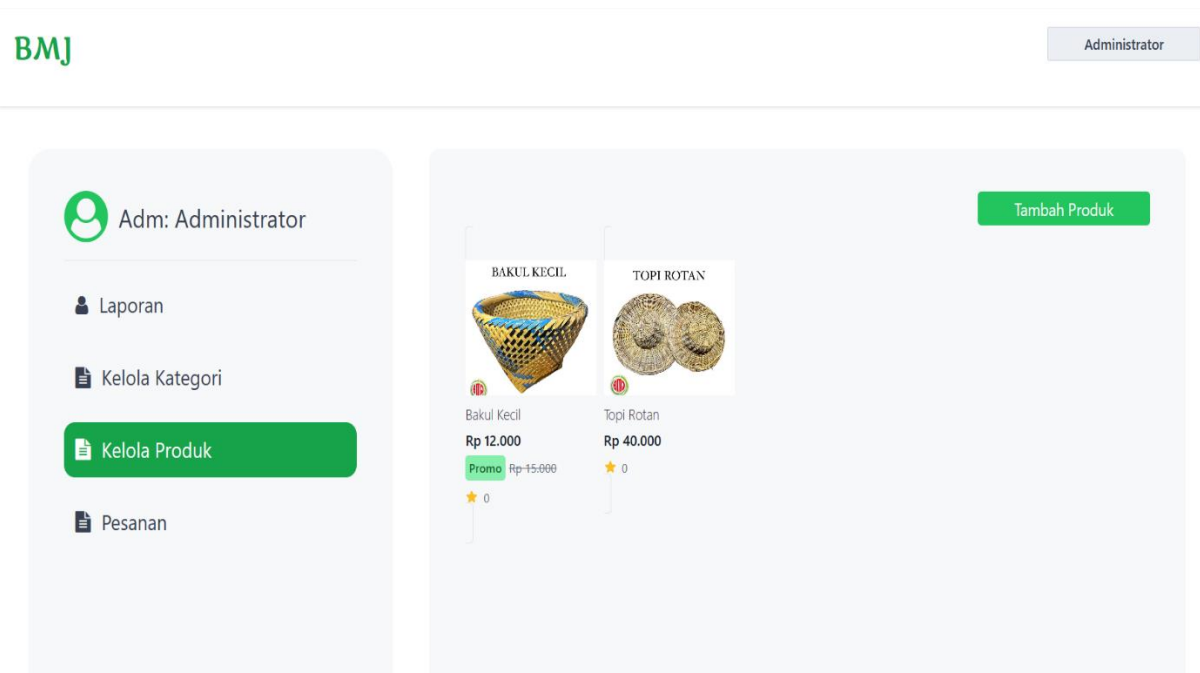 BMJ
Administrator
Adm: Administrator
Laporan
Kelola Kategori
Kelola Produk
Pesanan
Tambah Produk
BAKUL KECIL
TOPI ROTAN
Bakul Kecil
Topi Rotan
Rp 12.000
Rp 40.000
Promo Rp 15.000
0
0